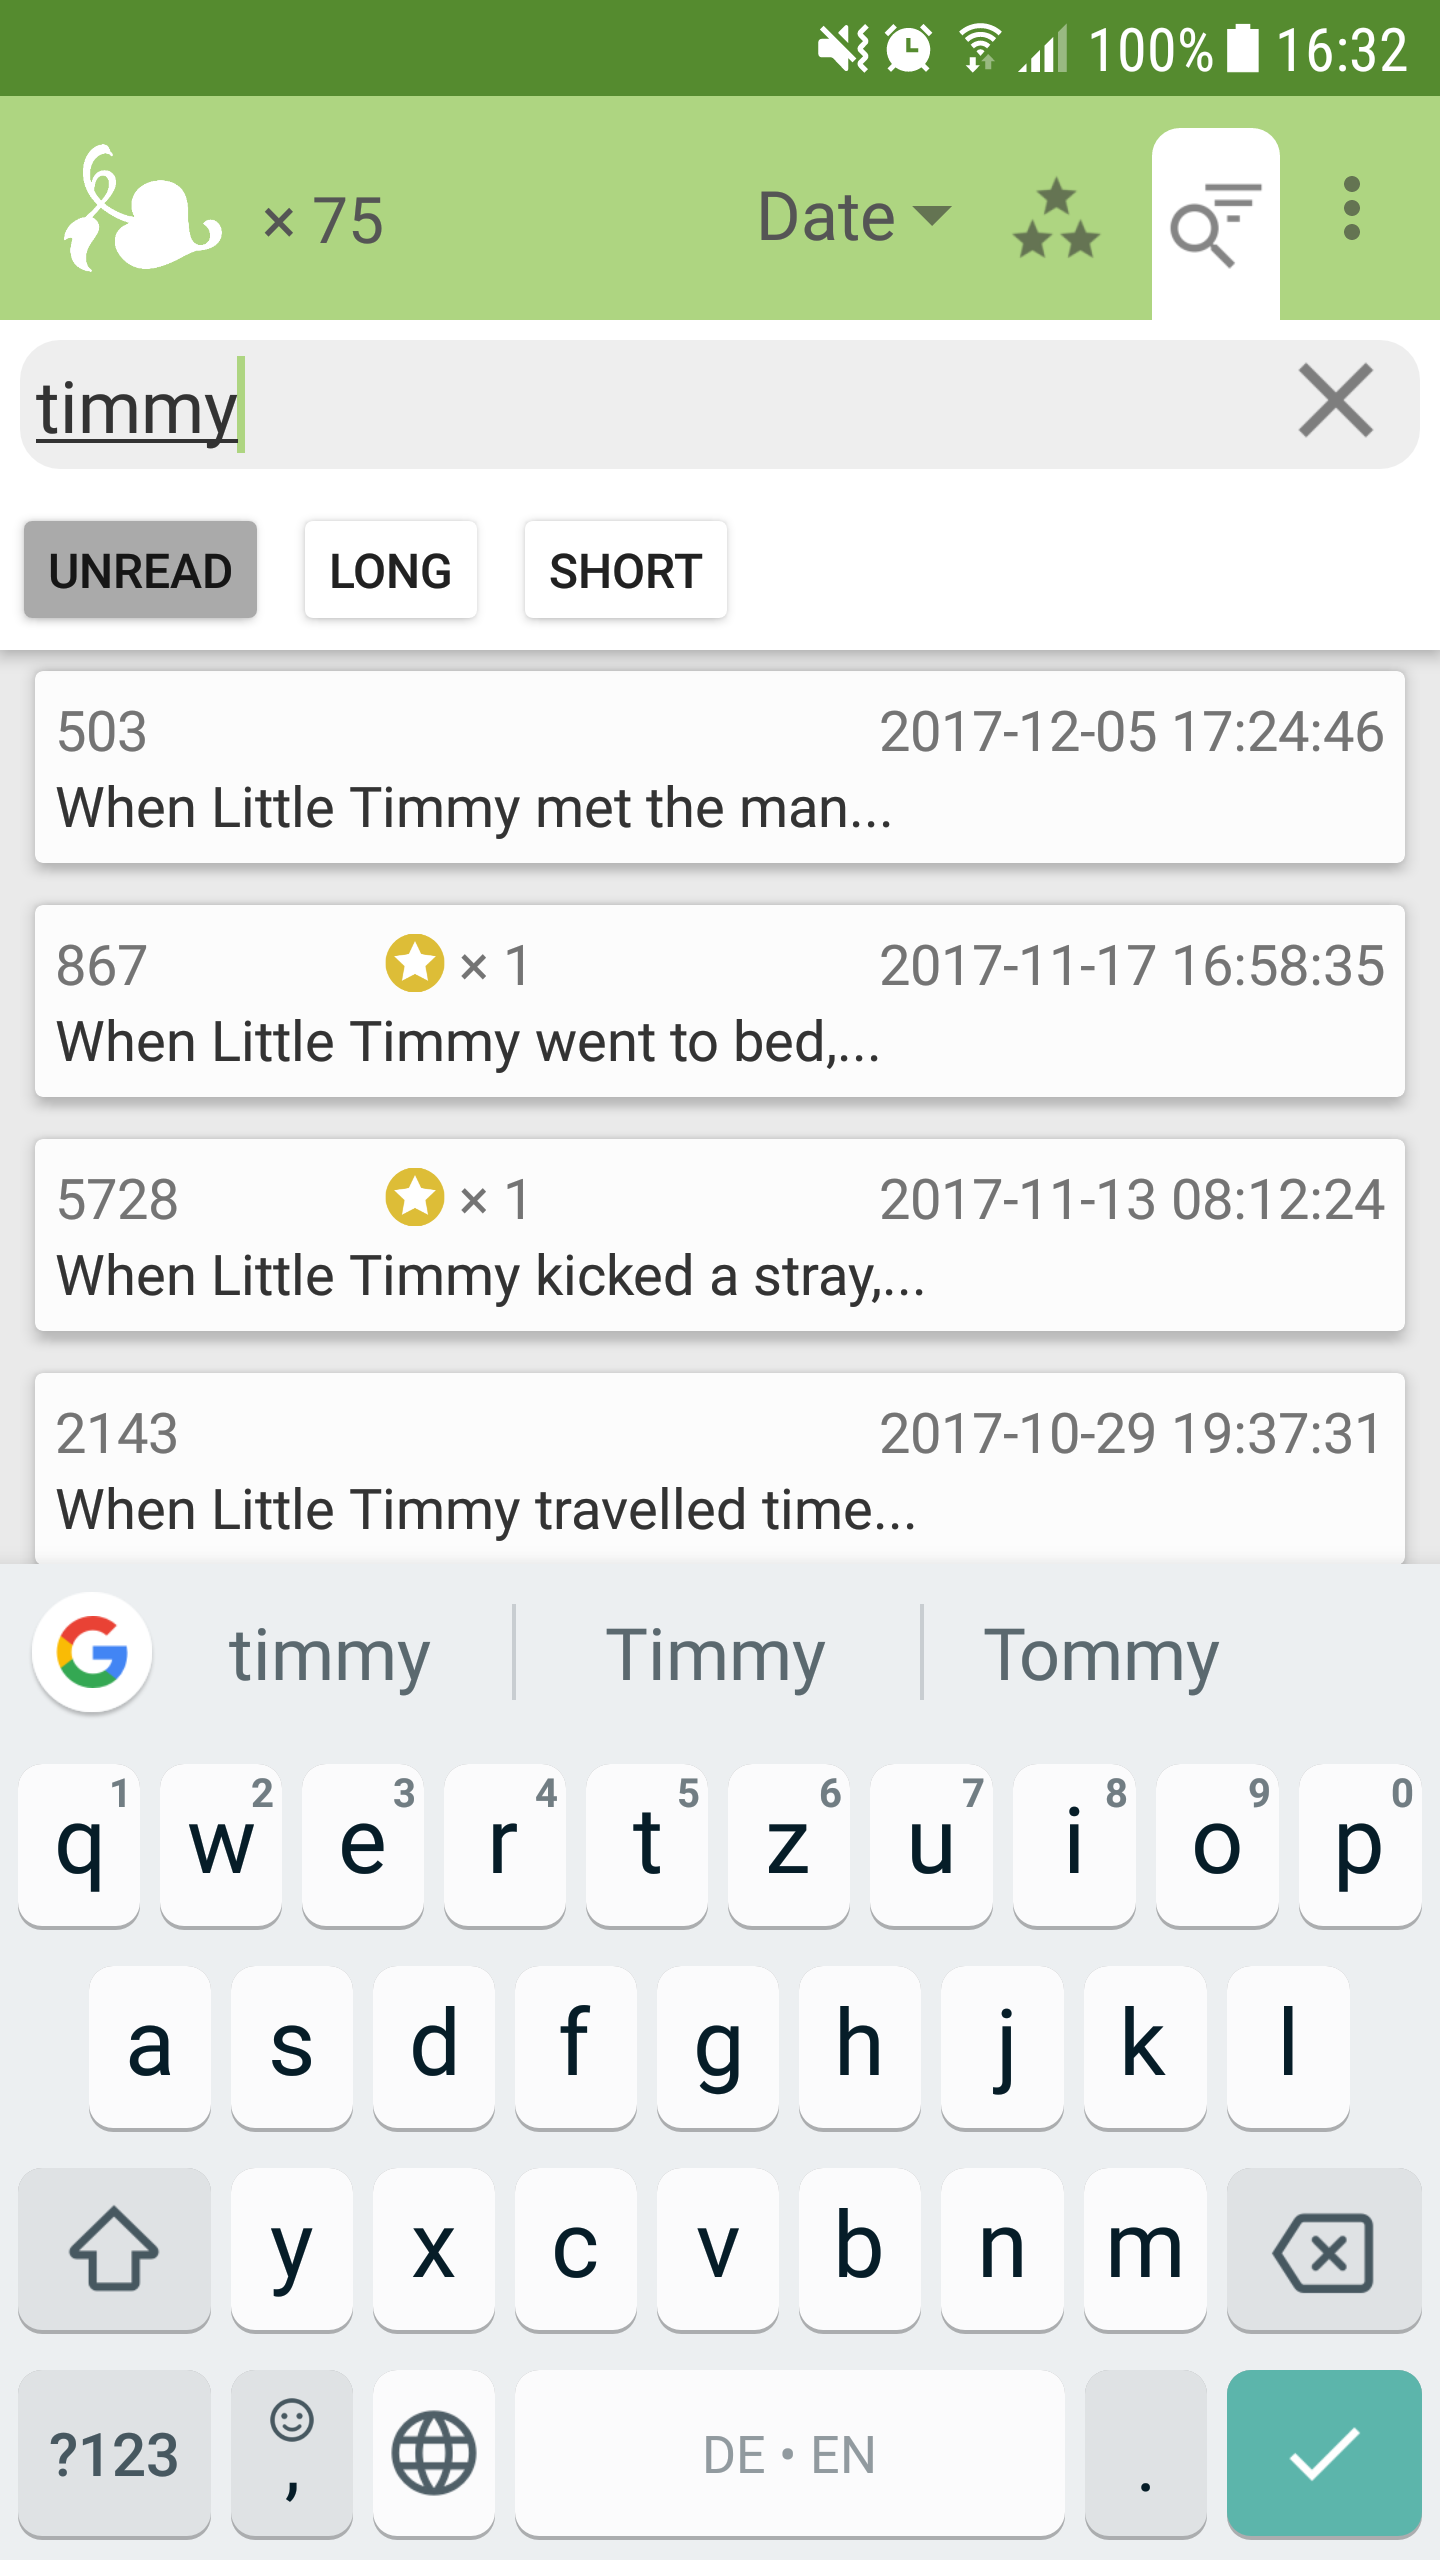 100% 16:32
× 75 Date
timmy
UNREAD LONG SHORT
503 2017-12-05 17:24:46
When Little Timmy met the man...
867 × 1 2017-11-17 16:58:35
When Little Timmy went to bed,...
5728 × 1 2017-11-13 08:12:24
When Little Timmy kicked a stray,...
2143 2017-10-29 19:37:31
When Little Timmy travelled time...
G timmy Timmy Tommy
1 2 3 4 5 6 7 8 9 0
q w e r t z u i o p
a s d f g h j k l
y x c v b n m
?123 , DE • EN .